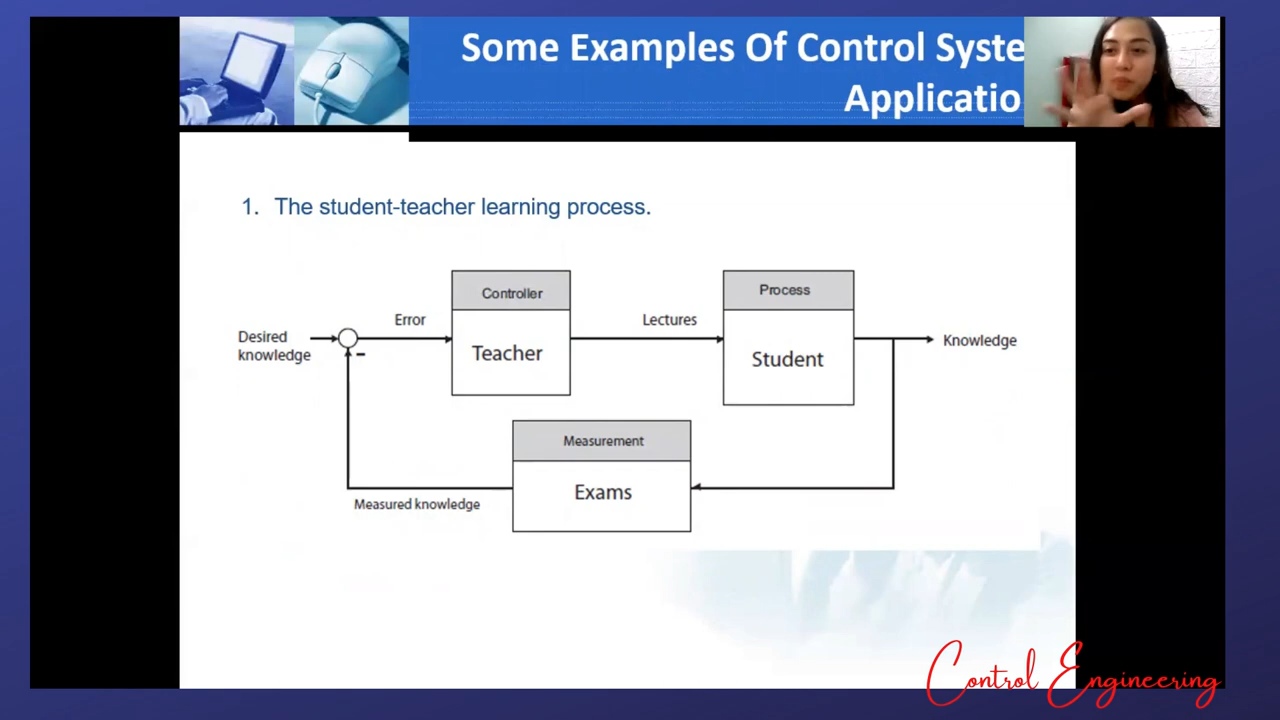 Some Examples Of Control Syste
Applicatio
1. The student-teacher learning process.
Controller
Process
Error
Lectures
Desired
knowledge
Teacher
Student
Knowledge
-
Measurement
Exams
Measured knowledge
Control Engineering